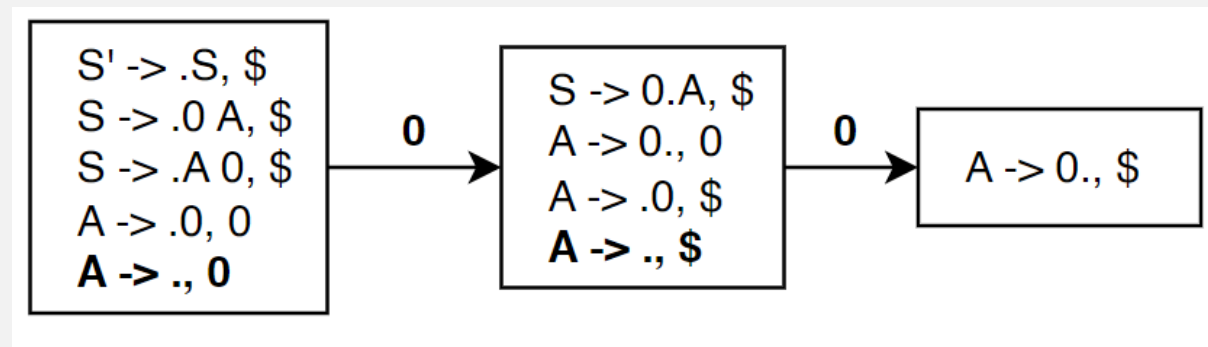 S' -> .S, $
S -> .0 A, $
S -> .A 0, $
A -> .0, 0
A -> ., 0
0
S -> 0.A, $
A -> 0., 0
A -> .0, $
A -> ., $
0
A -> 0., $